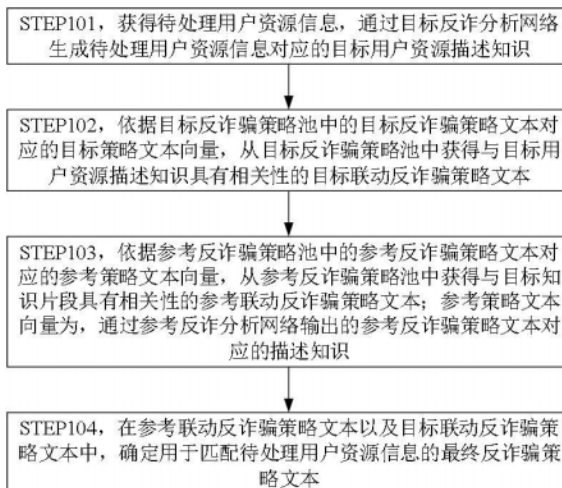 STEP101，获得待处理用户资源信息，通过目标反诈分析网络
生成待处理用户资源信息对应的目标用户资源描述知识
STEP102，依据目标反诈骗策略池中的目标反诈骗策略文本对
应的目标策略文本向量，从目标反诈骗策略池中获得与目标用
户资源描述知识具有相关性的目标联动反诈骗策略文本
STEP103，依据参考反诈骗策略池中的参考反诈骗策略文本对
应的参考策略文本向量，从参考反诈骗策略池中获得与目标知
识片段具有相关性的参考联动反诈骗策略文本；参考策略文本
向量为，通过参考反诈分析网络输出的参考反诈骗策略文本对
应的描述知识
STEP104，在参考联动反诈骗策略文本以及目标联动反诈骗策
略文本中，确定用于匹配待处理用户资源信息的最终反诈骗策
略文本